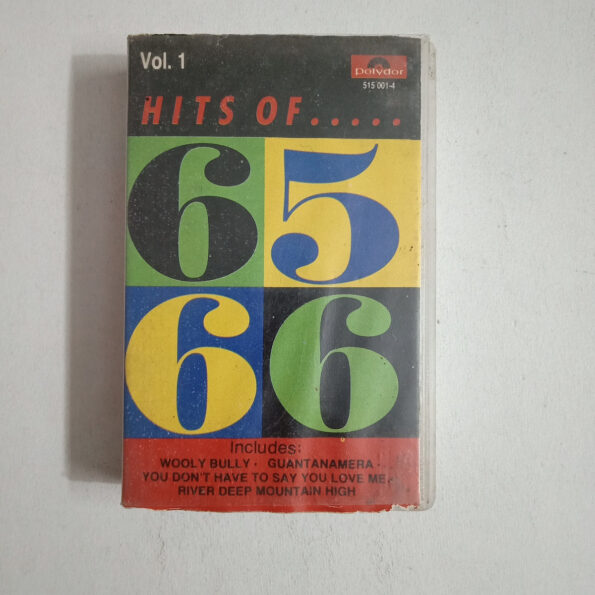 Vol. 1
Polydor
515 001-4
HITS OF.....
65
66
Includes:
WOOLY BULLY · GUANTANAMERA ·
YOU DON'T HAVE TO SAY YOU LOVE ME ·
RIVER DEEP MOUNTAIN HIGH